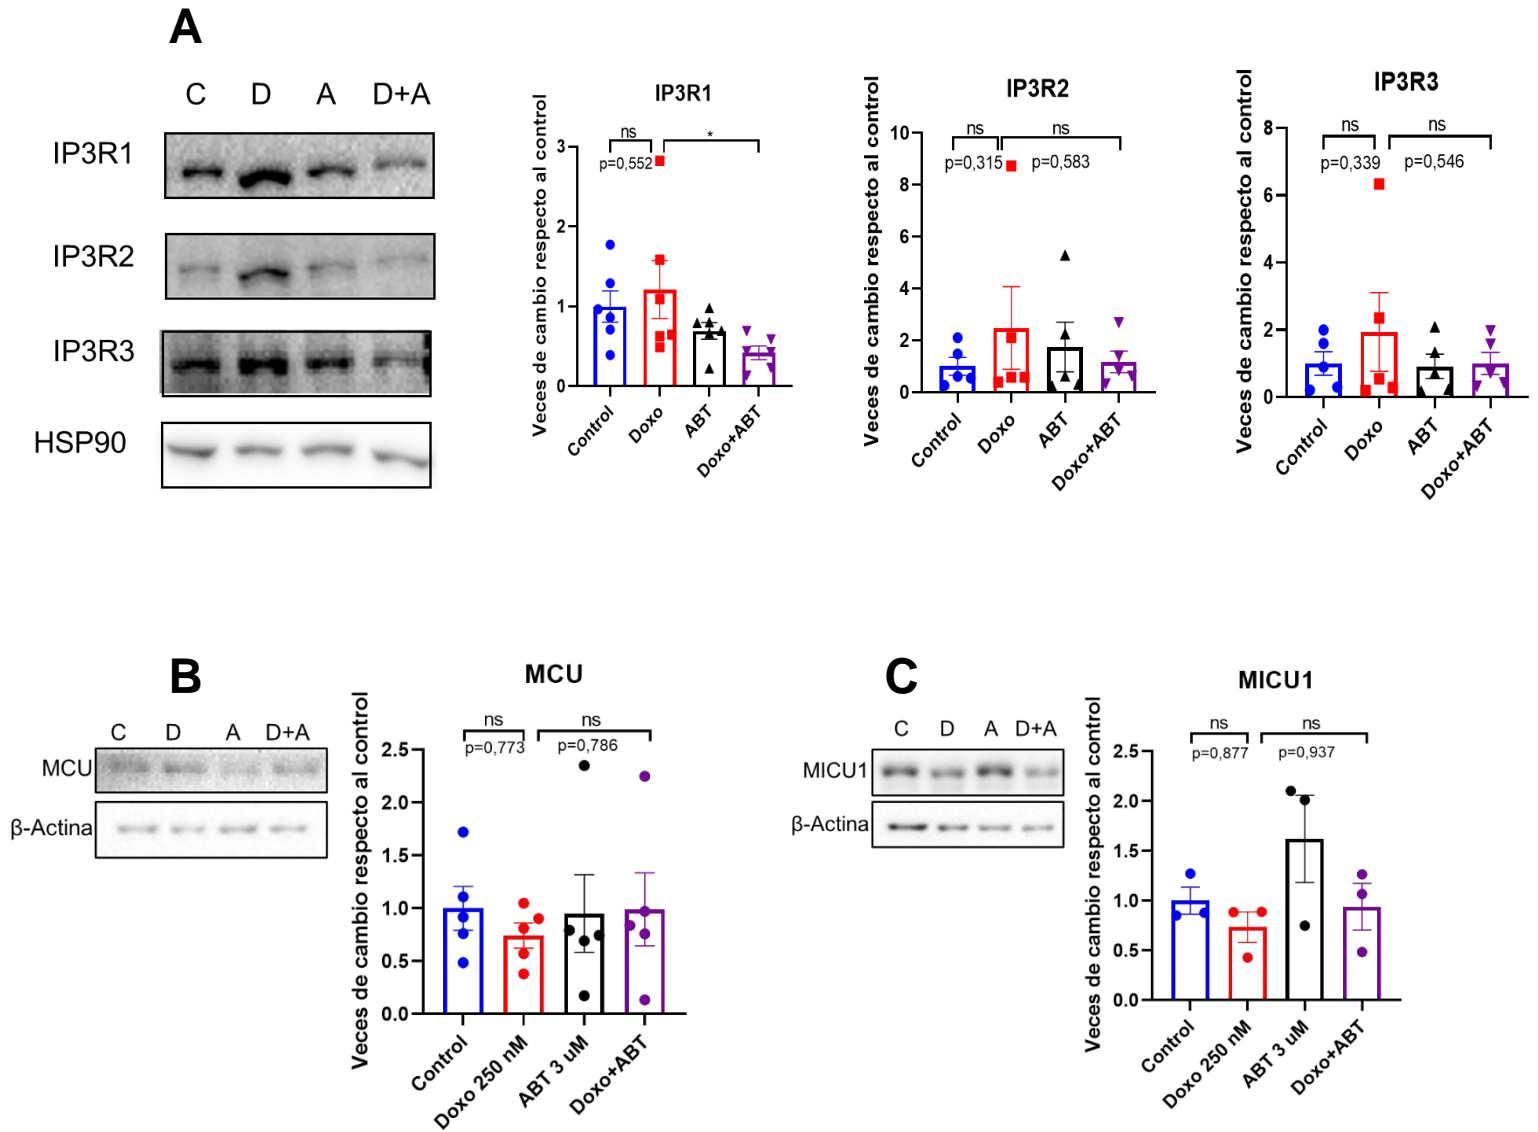 A
C D A D+A
IP3R1
IP3R2
IP3R3
HSP90
IP3R1
Veces de cambio respecto al control
ns
*
p=0,552
3
2
1
0
Control
Doxo
ABT
Doxo+ABT
IP3R2
Veces de cambio respecto al control
ns
ns
p=0,315
p=0,583
10
8
6
4
2
0
Control
Doxo
ABT
Doxo+ABT
IP3R3
Veces de cambio respecto al control
ns
ns
p=0,339
p=0,546
8
6
4
2
0
Control
Doxo
ABT
Doxo+ABT
B
C D A D+A
MCU
β-Actina
MCU
Veces de cambio respecto al control
ns
ns
p=0,773
p=0,786
2.5
2.0
1.5
1.0
0.5
0.0
Control
Doxo 250 nM
ABT 3 uM
Doxo+ABT
C
C D A D+A
MICU1
β-Actina
MICU1
Veces de cambio respecto al control
ns
ns
p=0,877
p=0,937
2.5
2.0
1.5
1.0
0.5
0.0
Control
Doxo 250 nM
ABT 3 uM
Doxo+ABT